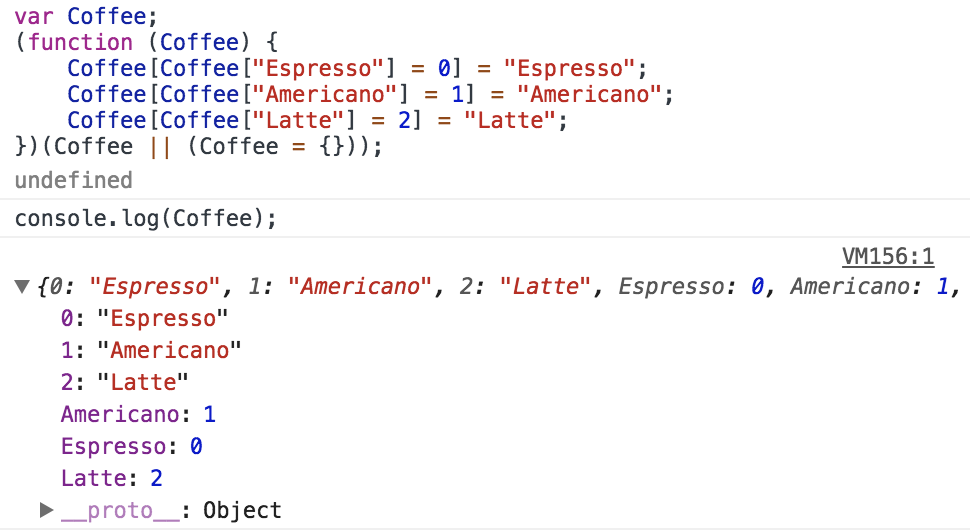 var Coffee;
(function (Coffee) {
    Coffee[Coffee["Espresso"] = 0] = "Espresso";
    Coffee[Coffee["Americano"] = 1] = "Americano";
    Coffee[Coffee["Latte"] = 2] = "Latte";
})(Coffee || (Coffee = {}));
undefined
console.log(Coffee);
VM156:1
▼ {0: "Espresso", 1: "Americano", 2: "Latte", Espresso: 0, Americano: 1,
0: "Espresso"
1: "Americano"
2: "Latte"
Americano: 1
Espresso: 0
Latte: 2
▶ __proto__: Object